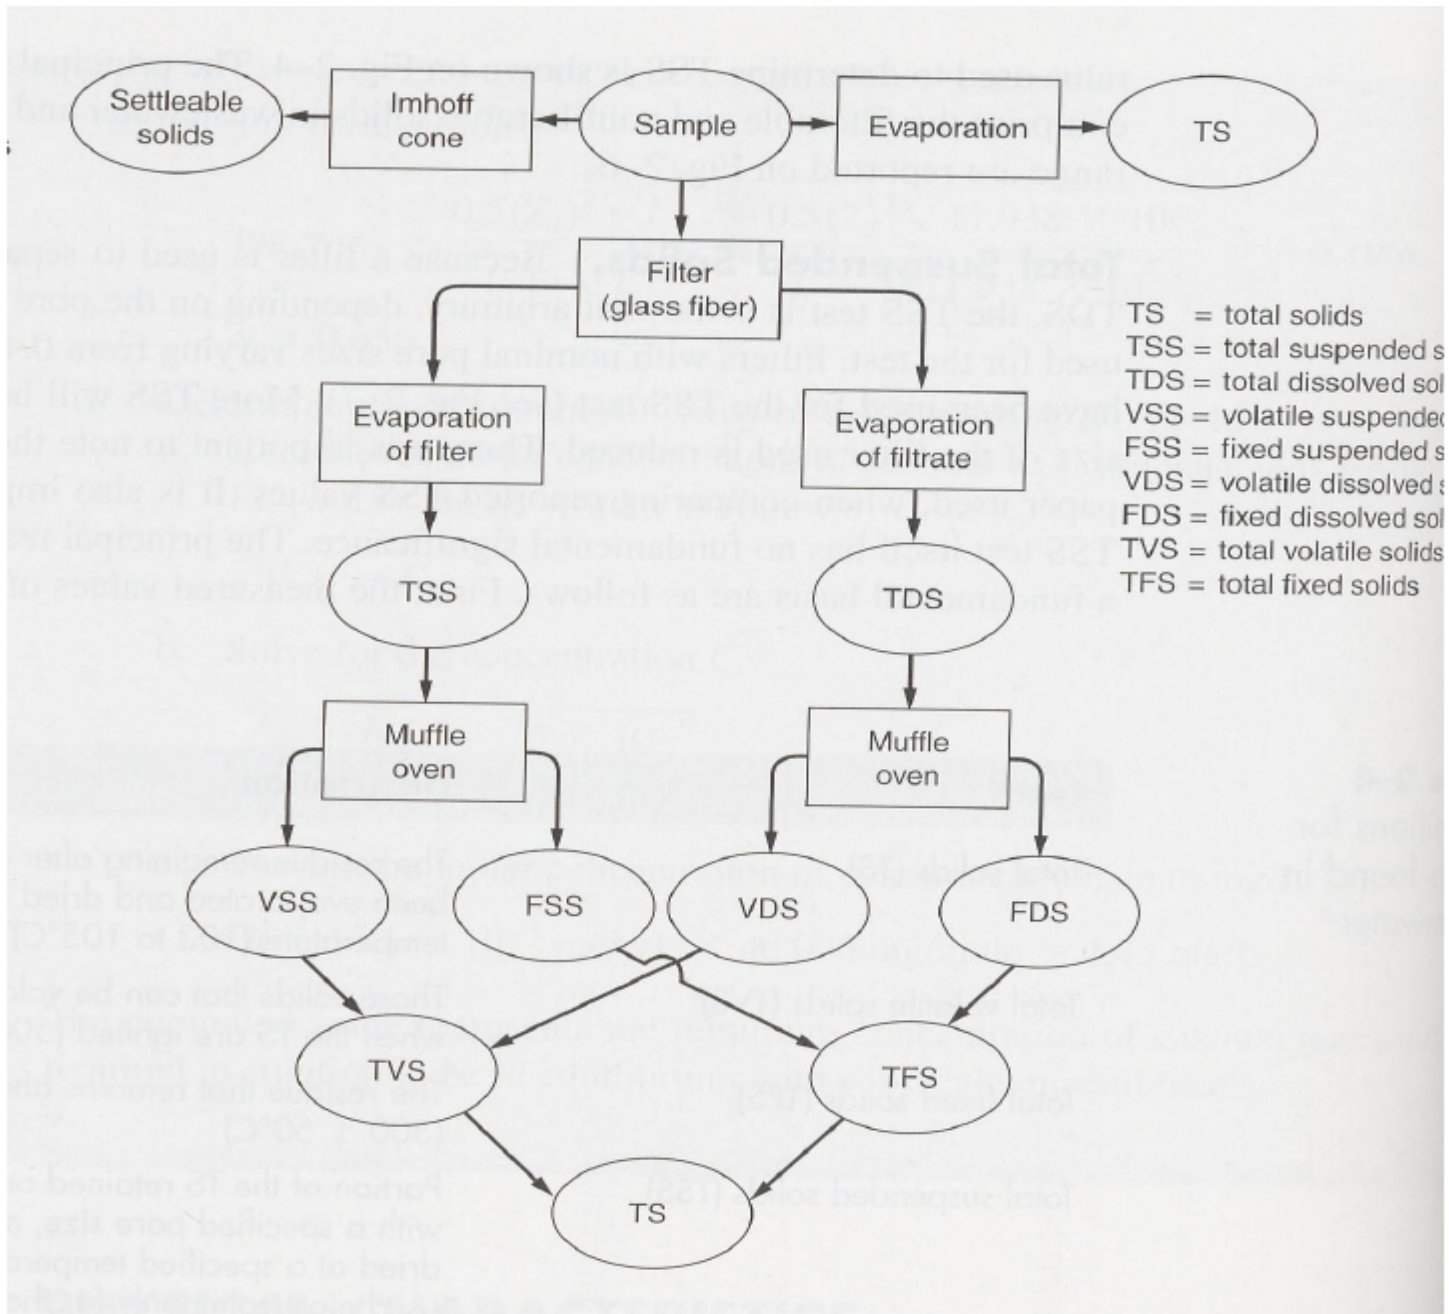 Settleable
solids
Imhoff
cone
Sample
Evaporation
TS
Filter
(glass fiber)
Evaporation
of filter
Evaporation
of filtrate
TSS
TDS
Muffle
oven
Muffle
oven
VSS
FSS
VDS
FDS
TVS
TFS
TS
TS = total solids
TSS = total suspended s
TDS = total dissolved sol
VSS = volatile suspended
FSS = fixed suspended s
VDS = volatile dissolved s
FDS = fixed dissolved sol
TVS = total volatile solids
TFS = total fixed solids